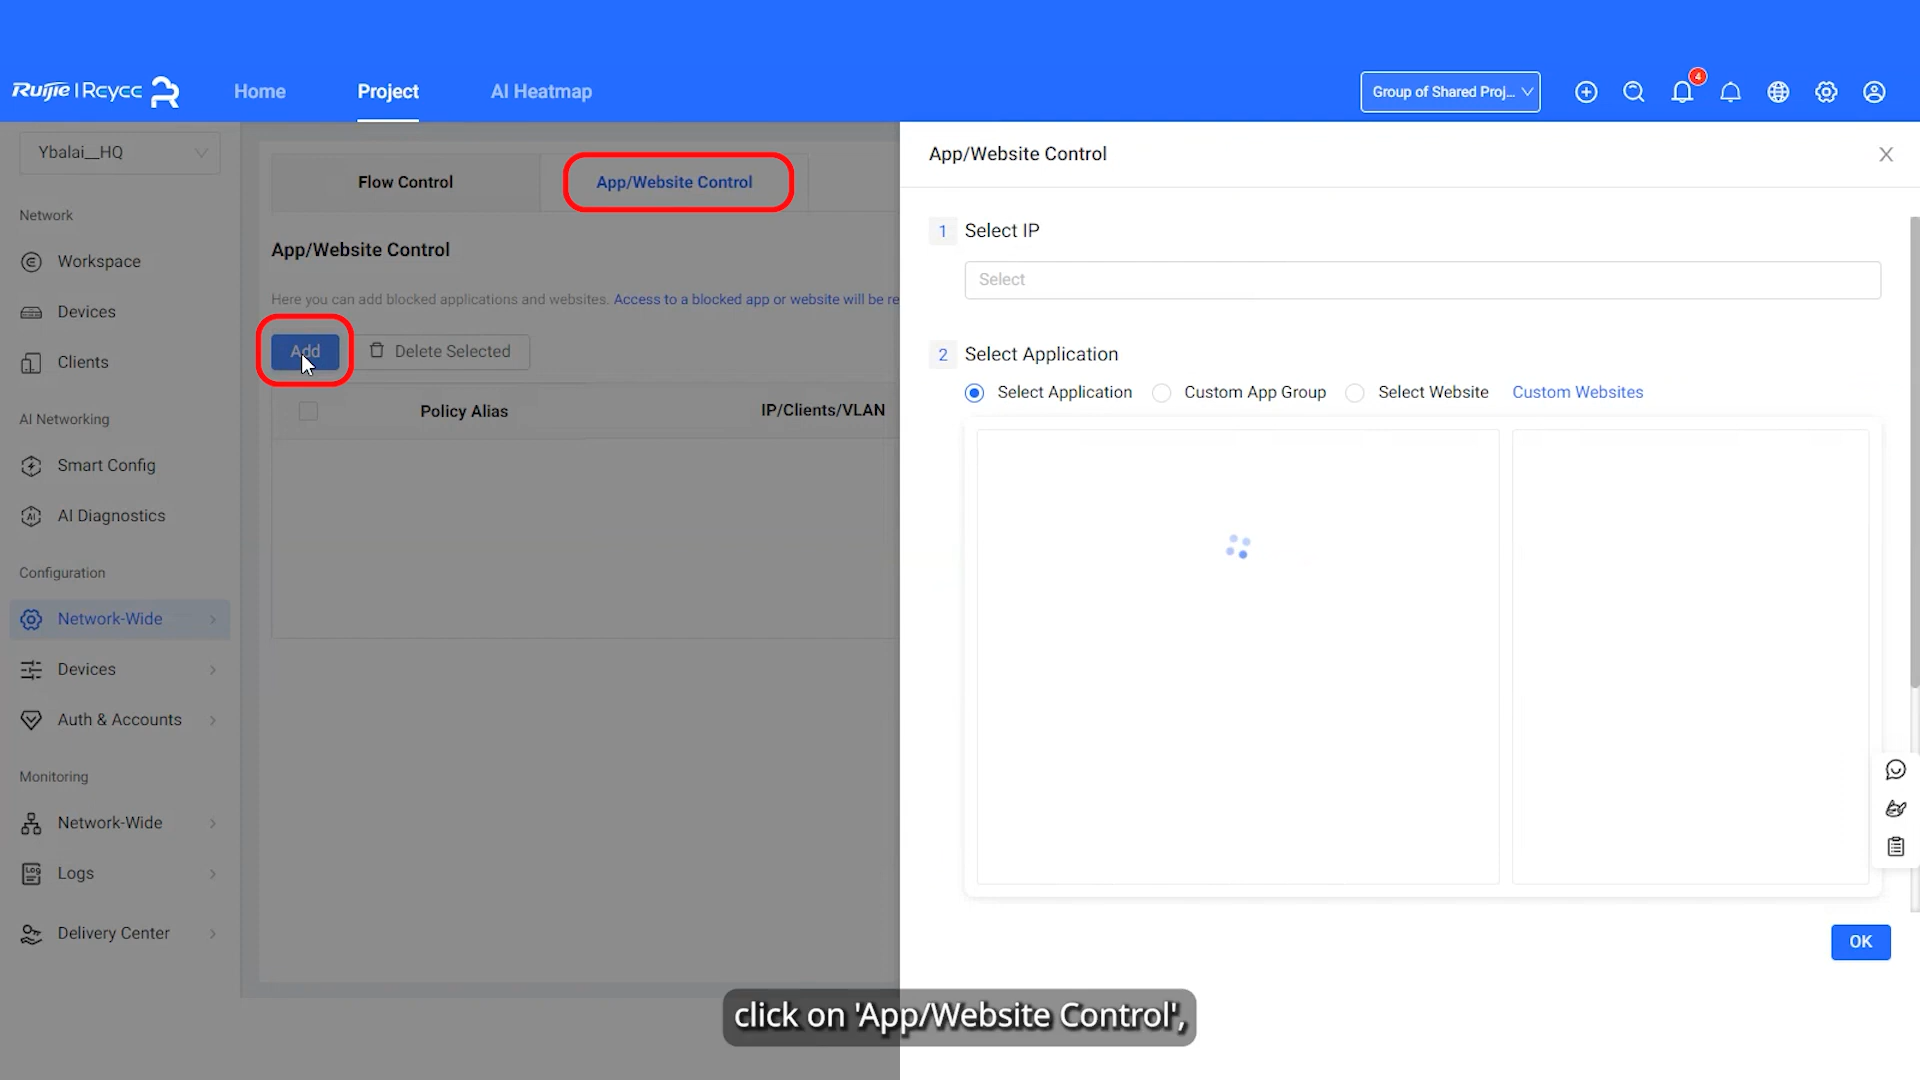 Ruijie | Reyee
Home
Project
AI Heatmap
Group of Shared Proj...
4
Ybalai__HQ
Network
Workspace
Devices
Clients
AI Networking
Smart Config
AI Diagnostics
Configuration
Network-Wide
Devices
Auth & Accounts
Monitoring
Network-Wide
Logs
Delivery Center
Flow Control
App/Website Control
App/Website Control
Here you can add blocked applications and websites. Access to a blocked app or website will be re
Add
Delete Selected
Policy Alias
IP/Clients/VLAN
App/Website Control
1 Select IP
Select
2 Select Application
Select Application
Custom App Group
Select Website
Custom Websites
OK
click on 'App/Website Control',